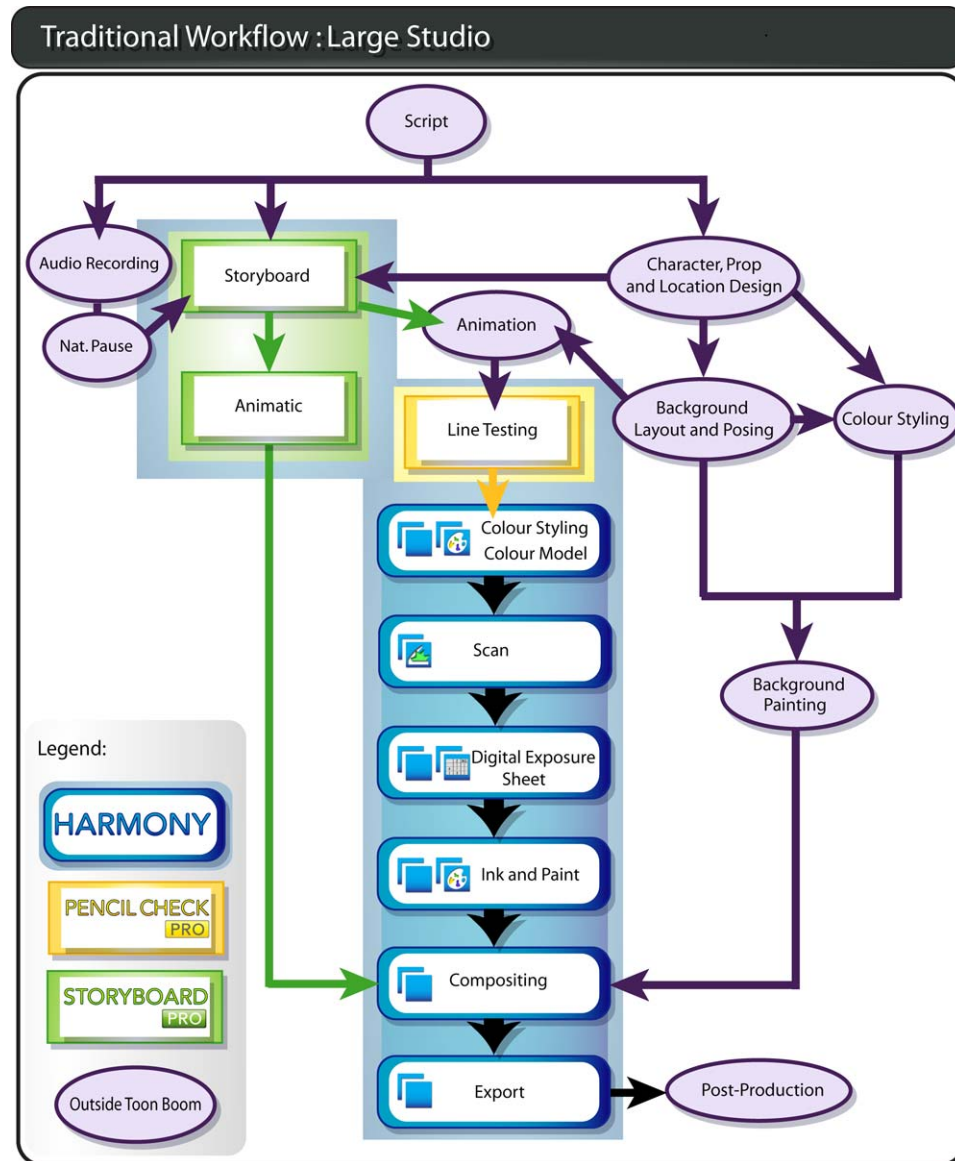 Traditional Workflow : Large Studio
Script
Audio Recording
Storyboard
Character, Prop
and Location Design
Nat. Pause
Animation
Animatic
Line Testing
Background
Layout and Posing
Colour Styling
Colour Styling
Colour Model
Scan
Background
Painting
Digital Exposure
Sheet
Ink and Paint
Compositing
Export
Post-Production
Legend:
HARMONY
PENCIL CHECK
PRO
STORYBOARD
PRO
Outside Toon Boom